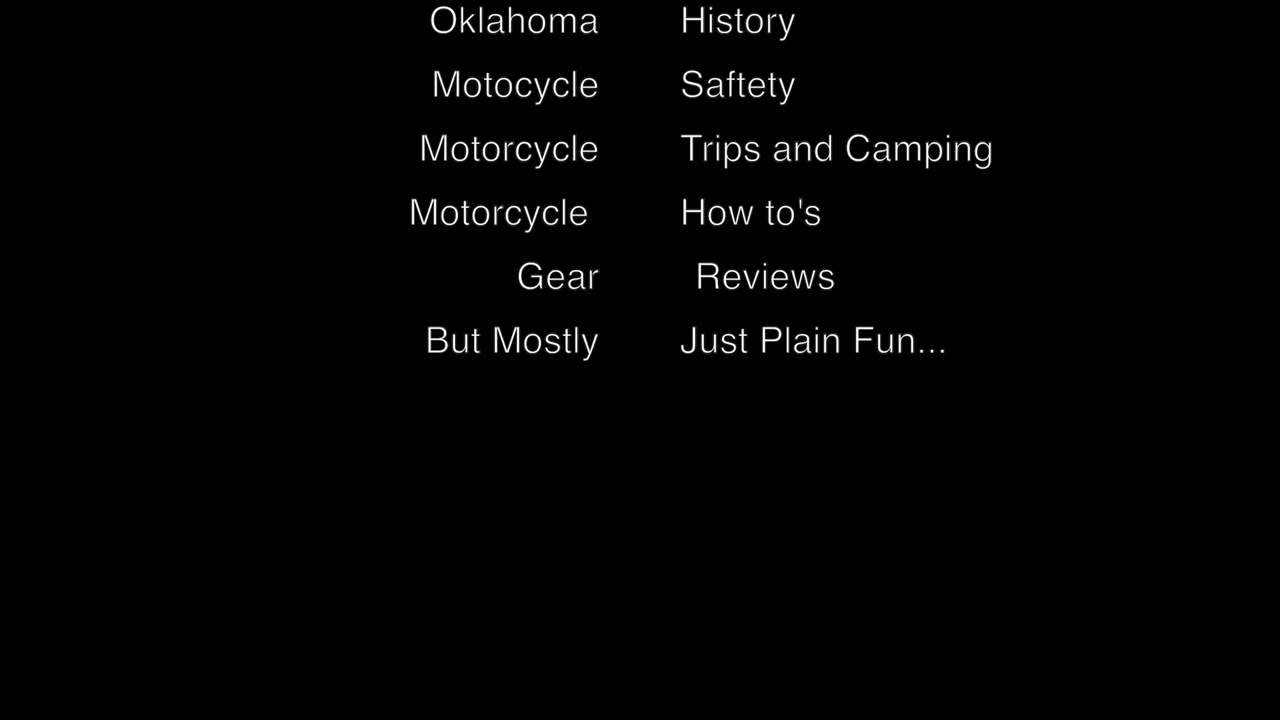 Oklahoma History
Motocycle Saftety
Motorcycle Trips and Camping
Motorcycle How to's
Gear Reviews
But Mostly Just Plain Fun...